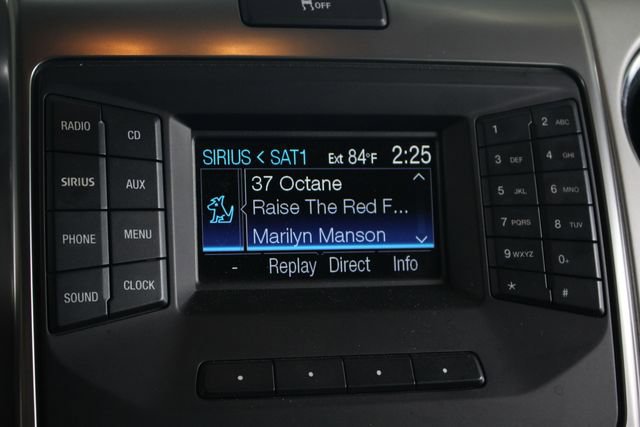 OFF
RADIO
CD
SIRIUS
AUX
PHONE
MENU
SOUND
CLOCK
SIRIUS < SAT1 Ext 84°F 2:25
37 Octane
Raise The Red F...
Marilyn Manson
- Replay Direct Info
1
2 ABC
3 DEF
4 GHI
5 JKL
6 MNO
7 PQRS
8 TUV
9 WXYZ
0+
*
#